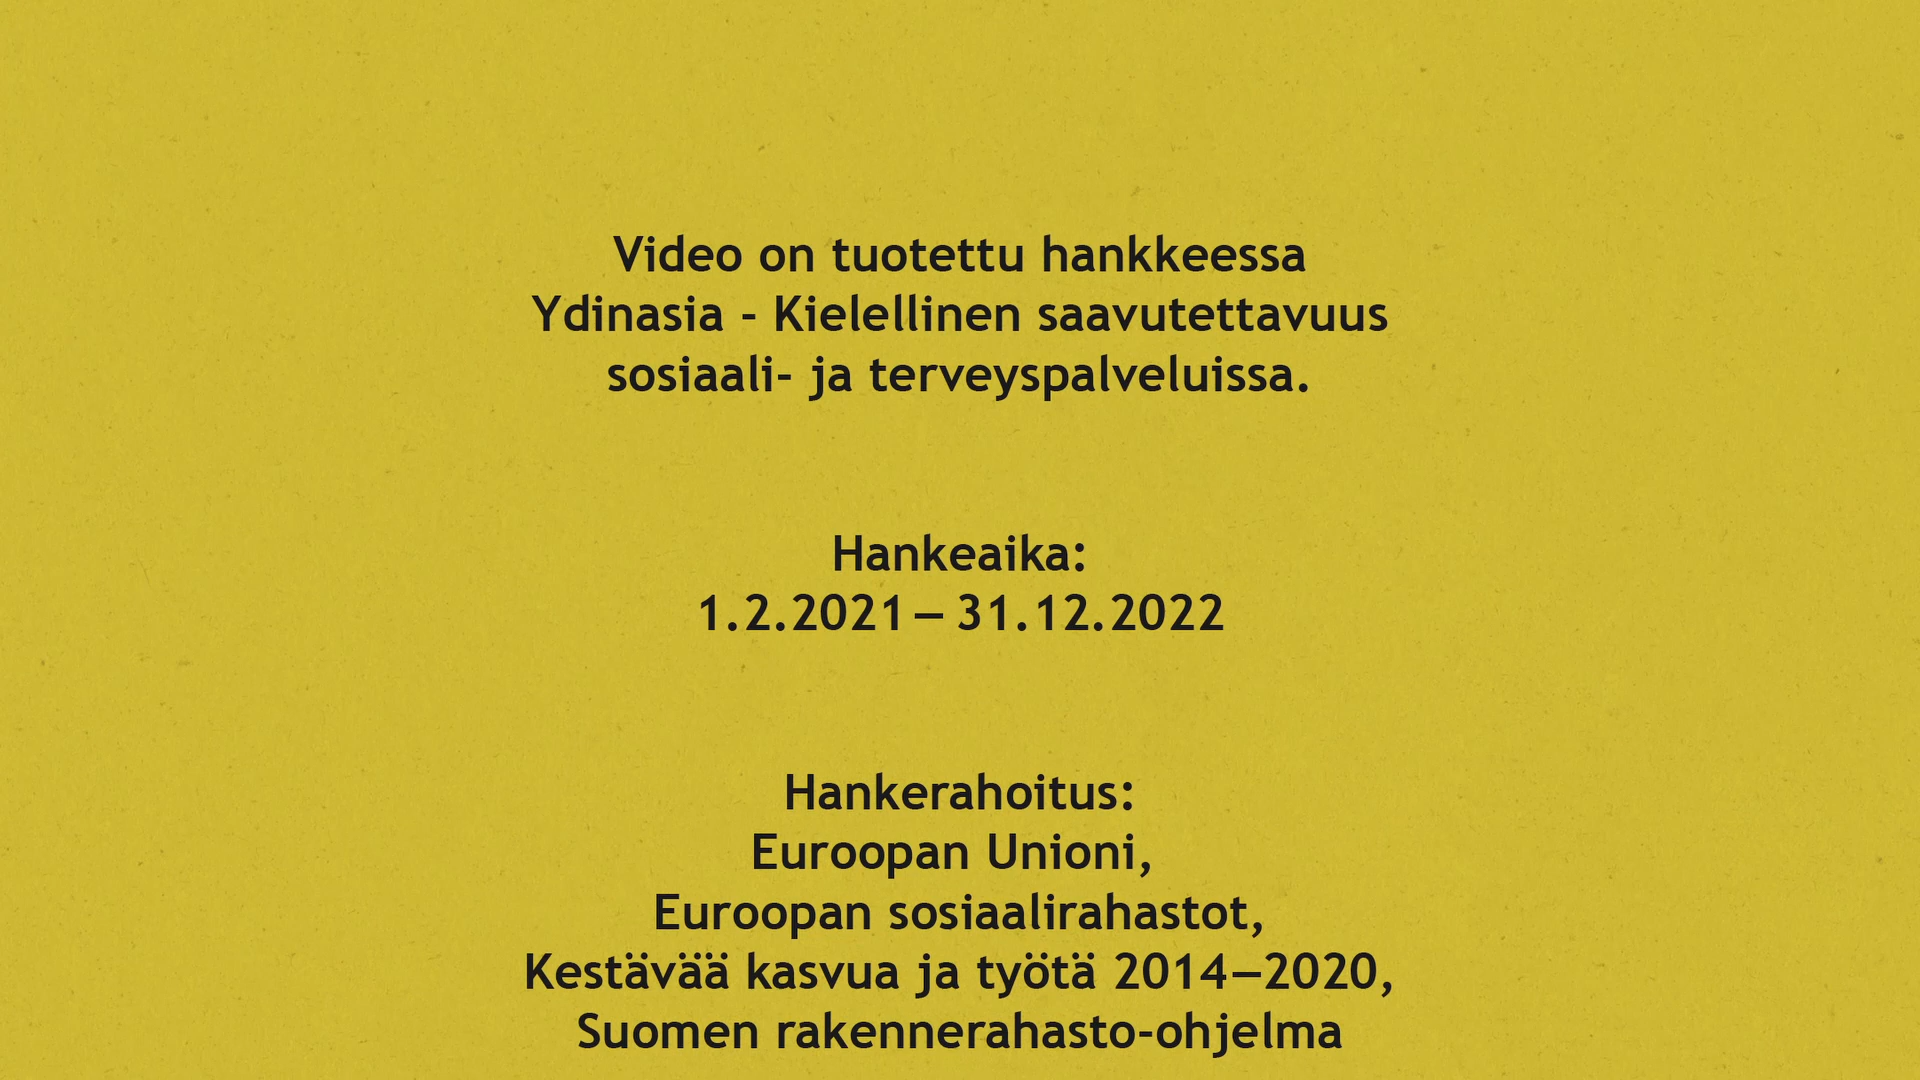 Video on tuotettu hankkeessa
Ydinasia - Kielellinen saavutettavuus
sosiaali- ja terveyspalveluissa.
Hankeaika:
1.2.2021– 31.12.2022
Hankerahoitus:
Euroopan Unioni,
Euroopan sosiaalirahastot,
Kestävää kasvua ja työtä 2014–2020,
Suomen rakennerahasto-ohjelma